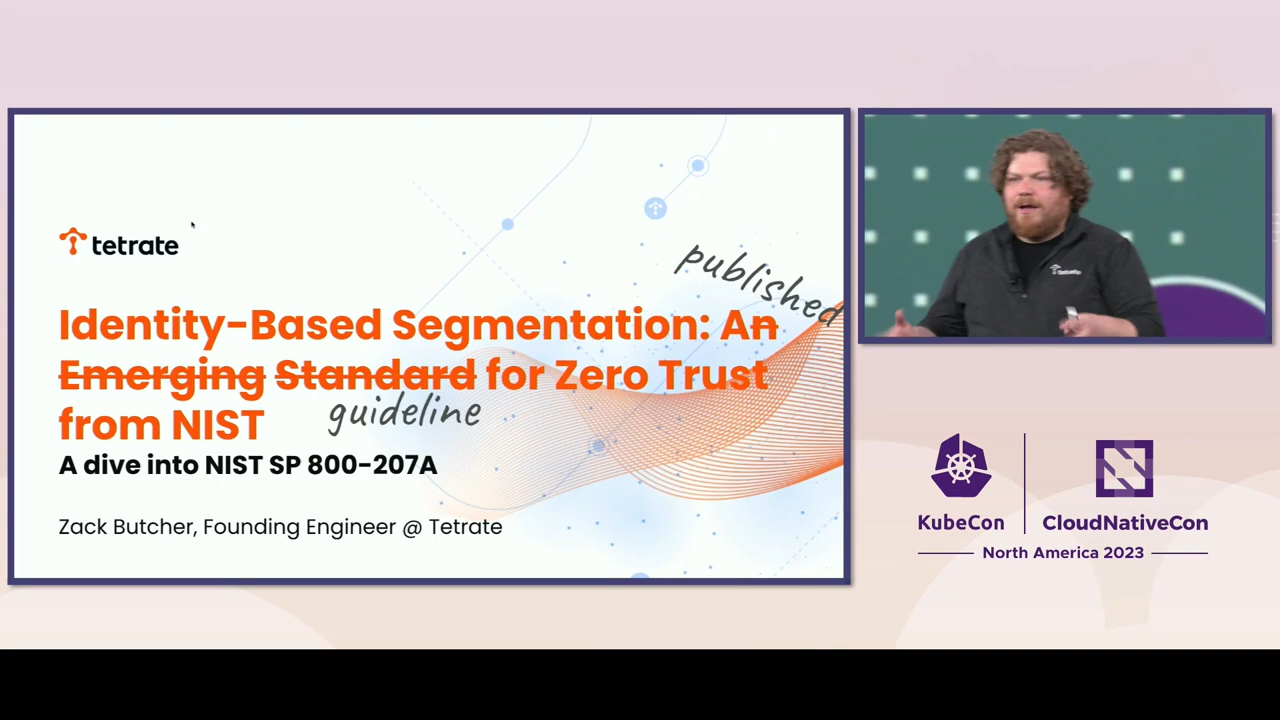 tetrate
published
Identity-Based Segmentation: An
Emerging Standard for Zero Trust
guideline
from NIST
A dive into NIST SP 800-207A
Zack Butcher, Founding Engineer @ Tetrate
KubeCon
CloudNativeCon
North America 2023